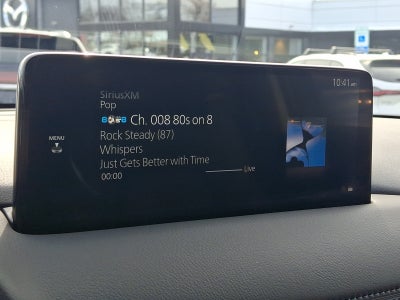 SiriusXM
10:41
Pop
Ch. 008 80s on 8
MENU
Rock Steady (87)
Whispers
Just Gets Better with Time
Live
00:00